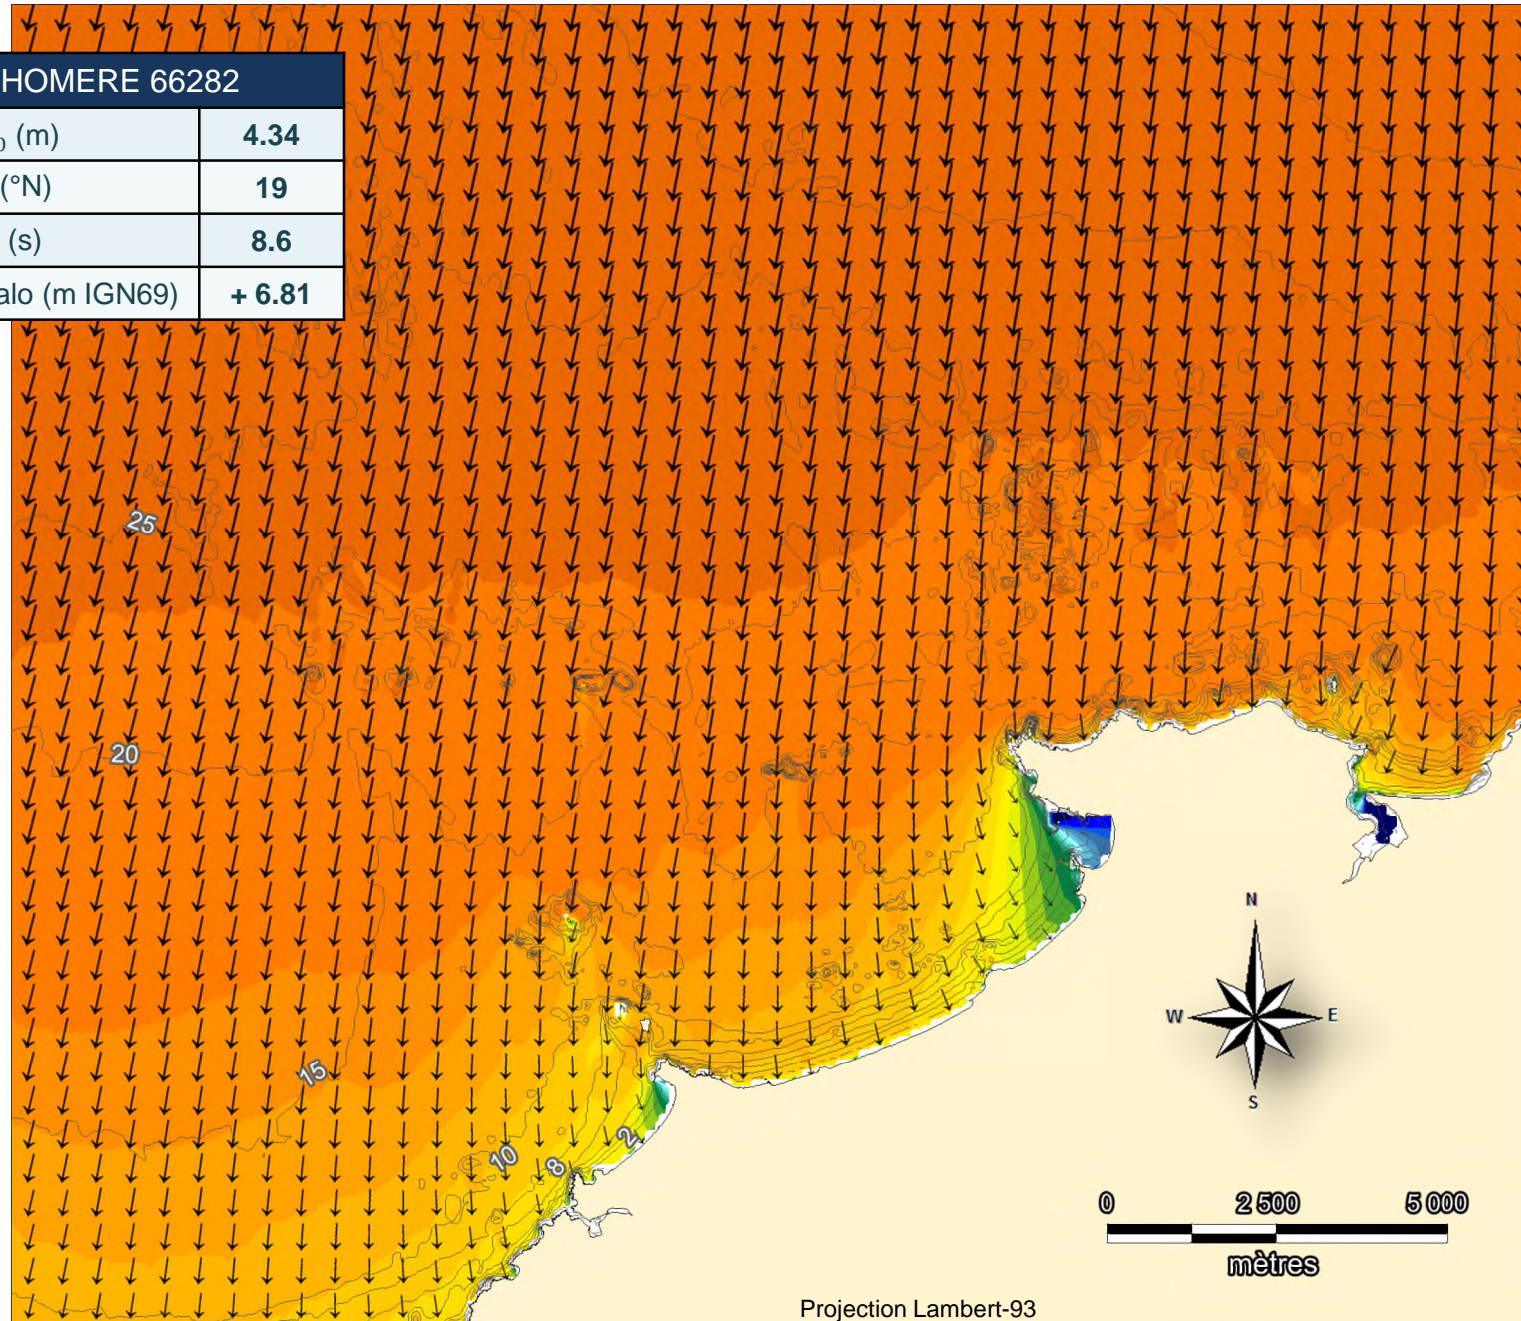 HOMERE 66282
0 (m) 4.34
(°N) 19
(s) 8.6
alo (m IGN69) + 6.81
25
20
15
10
8
2
N
W E
S
0 2 500 5 000
mètres
Projection Lambert-93